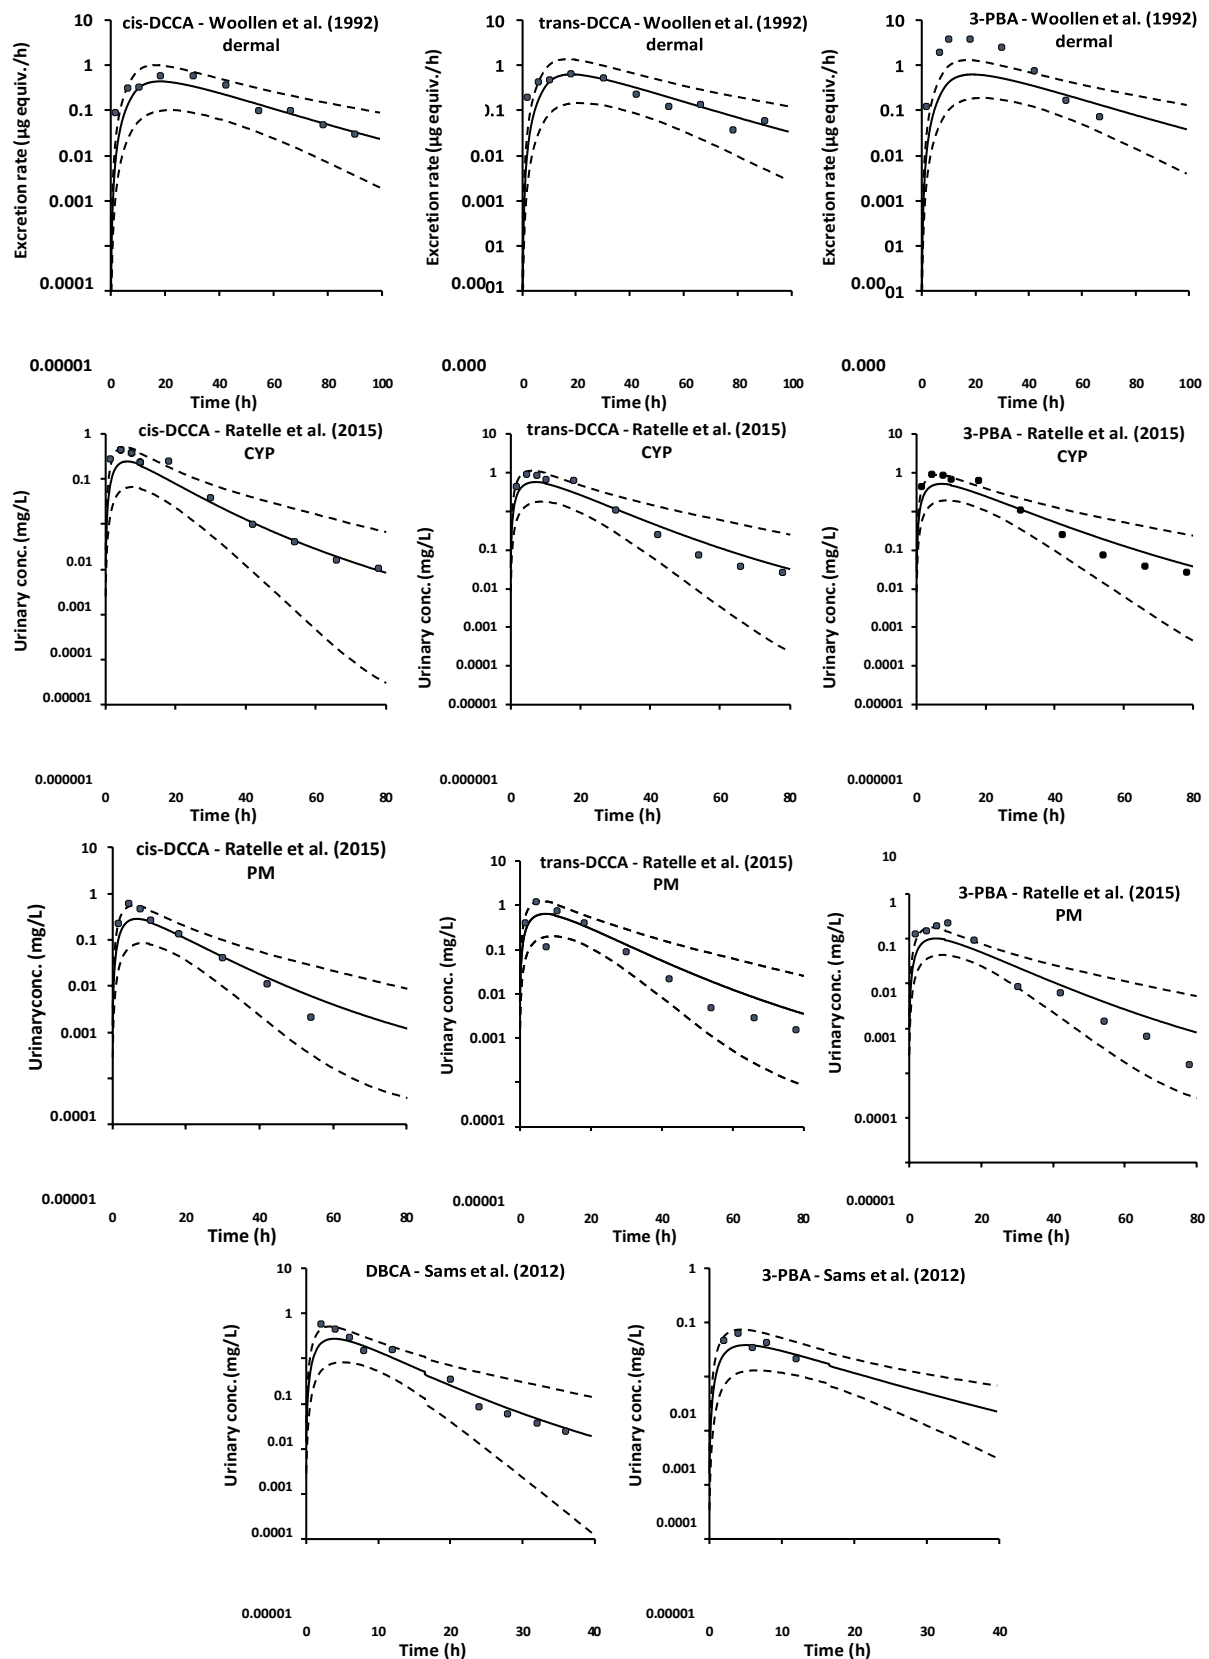 cis-DCCA - Woollen et al. (1992)
dermal
Excretion rate (µg equiv./h)
10
1
0.1
0.01
0.001
0.0001
0.00001
0 20 40 60 80 100
Time (h)
trans-DCCA - Woollen et al. (1992)
dermal
Excretion rate (µg equiv./h)
10
1
0.1
0.01
0.001
01
0.0001
0.000
0 20 40 60 80 100
Time (h)
3-PBA - Woollen et al. (1992)
dermal
Excretion rate (µg equiv./h)
10
1
0.1
0.01
0.001
01
0.0001
0.000
0 20 40 60 80 100
Time (h)
cis-DCCA - Ratelle et al. (2015)
CYP
Urinary conc. (mg/L)
1
0.1
0.01
0.001
0.0001
0.00001
0.000001
0 20 40 60 80
Time (h)
trans-DCCA - Ratelle et al. (2015)
CYP
Urinary conc. (mg/L)
10
1
0.1
0.01
0.001
0.0001
0.00001
0.000001
0 20 40 60 80
Time (h)
3-PBA - Ratelle et al. (2015)
CYP
Urinary conc. (mg/L)
10
1
0.1
0.01
0.001
0.0001
0.00001
0.000001
0 20 40 60 80
Time (h)
cis-DCCA - Ratelle et al. (2015)
PM
Urinaryconc. (mg/L)
10
1
0.1
0.01
0.001
0.0001
0.00001
0 20 40 60 80
Time (h)
trans-DCCA - Ratelle et al. (2015)
PM
Urinary conc. (mg/L)
10
1
0.1
0.01
0.001
0.0001
0.00001
0 20 40 60 80
Time (h)
3-PBA - Ratelle et al. (2015)
PM
Urinary conc. (mg/L)
10
1
0.1
0.01
0.001
0.0001
0.00001
0 20 40 60 80
Time (h)
DBCA - Sams et al. (2012)
Urinary conc. (mg/L)
10
1
0.1
0.01
0.001
0.0001
0.00001
0 10 20 30 40
Time (h)
3-PBA - Sams et al. (2012)
Urinary conc. (mg/L)
1
0.1
0.01
0.001
0.0001
0.00001
0 10 20 30 40
Time (h)